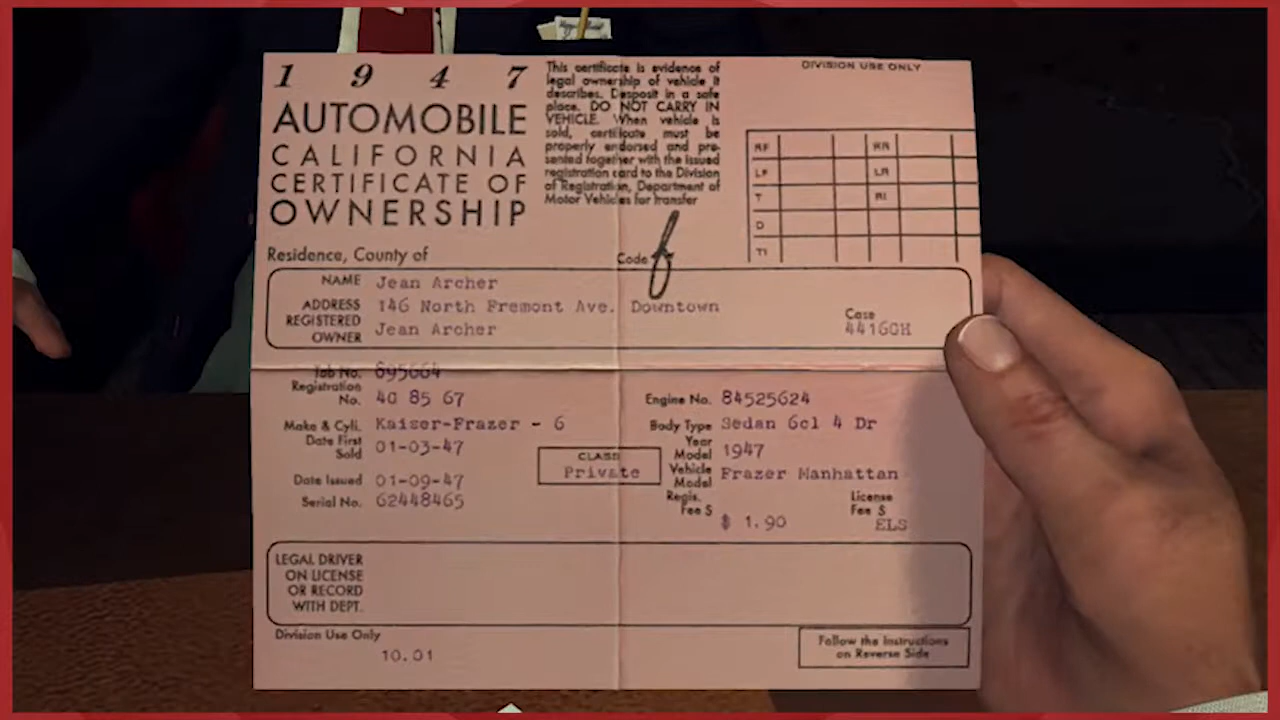 1 9 4 7
AUTOMOBILE
CALIFORNIA
CERTIFICATE OF
OWNERSHIP
This certificate is evidence of
legal ownership of vehicle it
describes. Desposit in a safe
place. DO NOT CARRY IN
VEHICLE. When vehicle is
sold, certificate must be
properly endorsed and pre-
sented together with the issued
registration card to the Division
of Registration, Department of
Motor Vehicles for transfer
DIVISION USE ONLY
RF RR
LF LR
T RI
D
TI
Residence, County of
Code
NAME Jean Archer
ADDRESS 146 North Fremont Ave. Downtown
REGISTERED OWNER Jean Archer
Case
44160H
Tab No. 895664
Registration No. 40 85 67
Engine No. 84525624
Make & Cyli. Kaiser-Frazer - 6
Body Type Sedan 6cl 4 Dr
Date First Sold 01-03-47
Year Model 1947
CLASS
Private
Vehicle Model Frazer Manhattan
Date Issued 01-09-47
Serial No. 62448465
Regis. Fee $ $ 1.90
License Fee $ ELS
LEGAL DRIVER
ON LICENSE
OR RECORD
WITH DEPT.
Division Use Only
10.01
Follow the Instructions
on Reverse Side